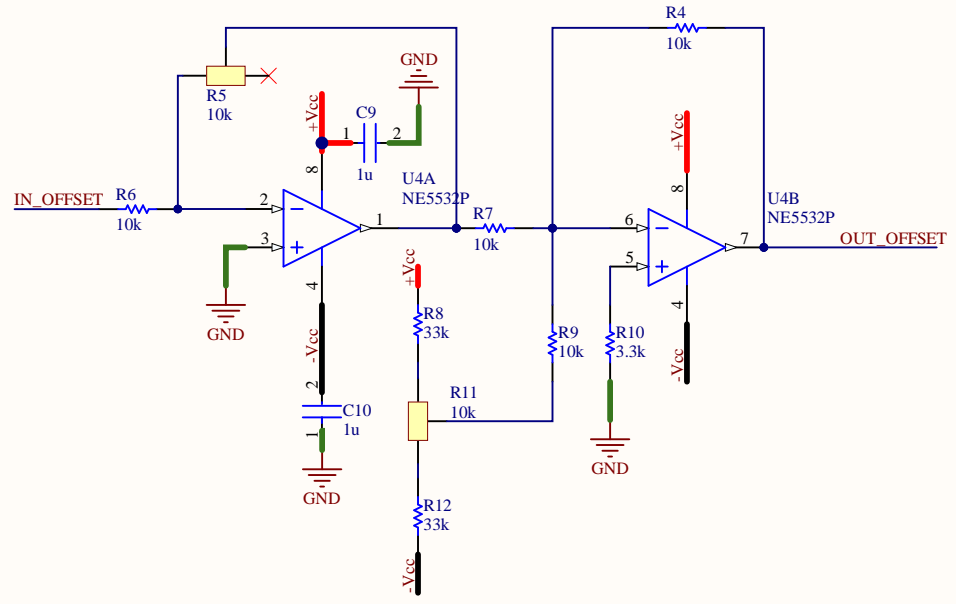 R4
10k
GND
R5
10k
+Vcc
C9
1
2
1u
8
U4A
NE5532P
IN_OFFSET
R6
10k
2
3
1
4
GND
R7
10k
+Vcc
8
U4B
NE5532P
6
5
7
OUT_OFFSET
4
-Vcc
+Vcc
R8
33k
-Vcc
2
C10
1u
1
GND
R9
10k
R10
3.3k
GND
R11
10k
R12
33k
-Vcc